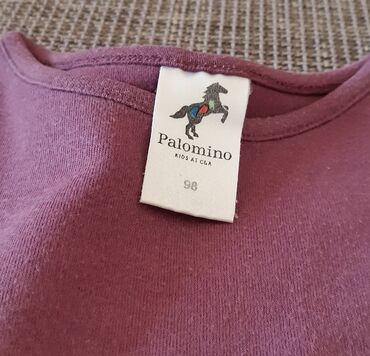 Palomino
KIDS AT C&A
98